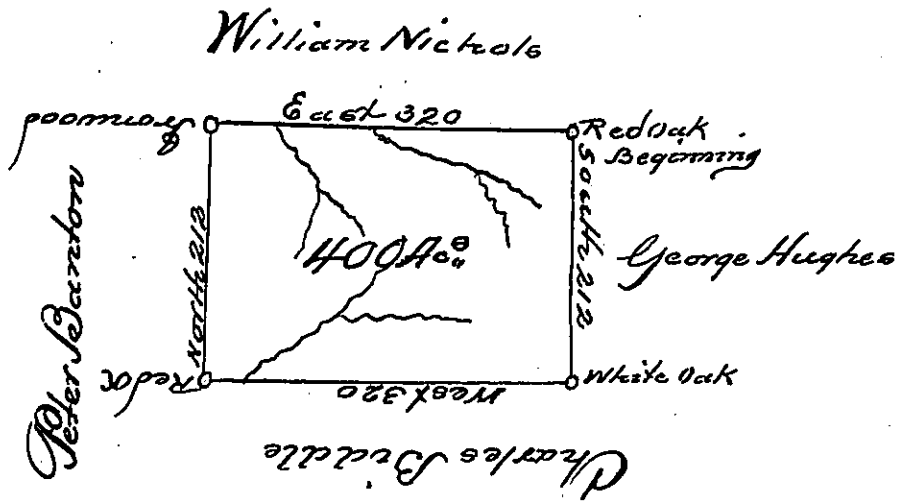 William Nichols
East 320
Ironwood
Red Oak
Beginning
South 212
George Hughes
White Oak
West 320
Charles Biddle
Red O
North 212
Peter Banton
400 Acs